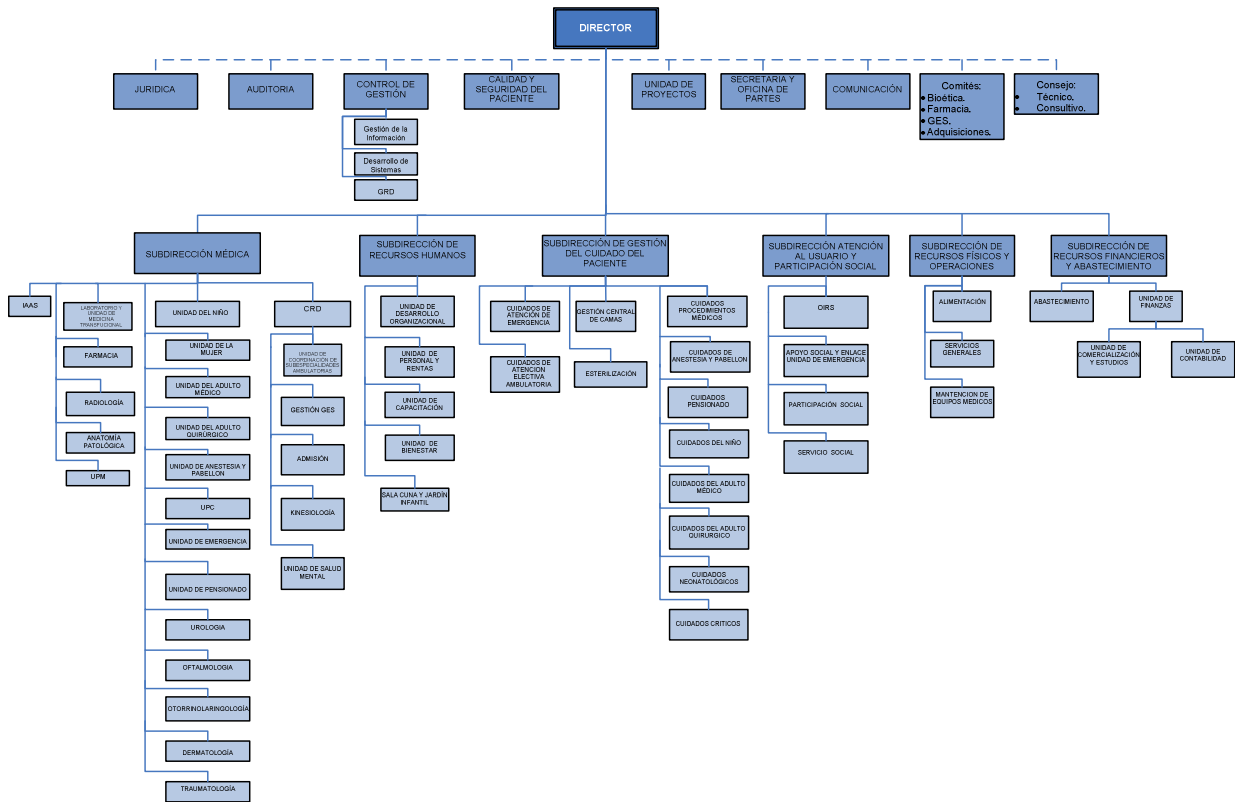 DIRECTOR
JURIDICA
AUDITORIA
CONTROL DE
GESTIÓN
CALIDAD Y
SEGURIDAD DEL
PACIENTE
UNIDAD DE
PROYECTOS
SECRETARIA Y
OFICINA DE
PARTES
COMUNICACIÓN
Comités:
• Bioética.
• Farmacia.
• GES.
• Adquisiciones.
Consejo:
• Técnico.
• Consultivo.
Gestión de la
Información
Desarrollo de
Sistemas
GRD
SUBDIRECCIÓN MÉDICA
SUBDIRECCIÓN DE
RECURSOS HUMANOS
SUBDIRECCIÓN DE GESTIÓN
DEL CUIDADO DEL
PACIENTE
SUBDIRECCIÓN ATENCIÓN
AL USUARIO Y
PARTICIPACIÓN SOCIAL
SUBDIRECCIÓN DE
RECURSOS FÍSICOS Y
OPERACIONES
SUBDIRECCIÓN DE
RECURSOS FINANCIEROS
Y ABASTECIMIENTO
IAAS
LABORATORIO Y
UNIDAD DE
MEDICINA
TRANSFUCIONAL
FARMACIA
RADIOLOGÍA
ANATOMÍA
PATOLÓGICA
UPM
UNIDAD DEL NIÑO
UNIDAD DE LA
MUJER
UNIDAD DEL ADULTO
MÉDICO
UNIDAD DEL ADULTO
QUIRÚRGICO
UNIDAD DE ANESTESIA Y
PABELLON
UPC
UNIDAD DE EMERGENCIA
UNIDAD DE PENSIONADO
UROLOGIA
OFTALMOLOGIA
OTORRINOLARINGOLOGÍA
DERMATOLOGÍA
TRAUMATOLOGÍA
CRD
UNIDAD DE
COORDINACION DE
SUBESPECIALIDADES
AMBULATORIAS
GESTIÓN GES
ADMISIÓN
KINESIOLOGÍA
UNIDAD DE SALUD
MENTAL
UNIDAD DE
DESARROLLO
ORGANIZACIONAL
UNIDAD DE
PERSONAL Y
RENTAS
UNIDAD DE
CAPACITACIÓN
UNIDAD DE
BIENESTAR
SALA CUNA Y JARDÍN
INFANTIL
CUIDADOS DE
ATENCIÓN DE
EMERGENCIA
CUIDADOS DE
ATENCION
ELECTIVA
AMBULATORIA
GESTIÓN CENTRAL
DE CAMAS
ESTERILIZACIÓN
CUIDADOS
PROCEDIMIENTOS
MÉDICOS
CUIDADOS DE
ANESTESIA Y PABELLON
CUIDADOS
PENSIONADO
CUIDADOS DEL NIÑO
CUIDADOS DEL ADULTO
MÉDICO
CUIDADOS DEL ADULTO
QUIRURGICO
CUIDADOS
NEONATOLÓGICOS
CUIDADOS CRITICOS
OIRS
APOYO SOCIAL Y ENLACE
UNIDAD DE EMERGENCIA
PARTICIPACIÓN SOCIAL
SERVICIO SOCIAL
ALIMENTACIÓN
SERVICIOS
GENERALES
MANTENCION DE
EQUIPOS MEDICOS
ABASTECIMIENTO
UNIDAD DE
FINANZAS
UNIDAD DE
COMERCIALIZACIÓN
Y ESTUDIOS
UNIDAD DE
CONTABILIDAD